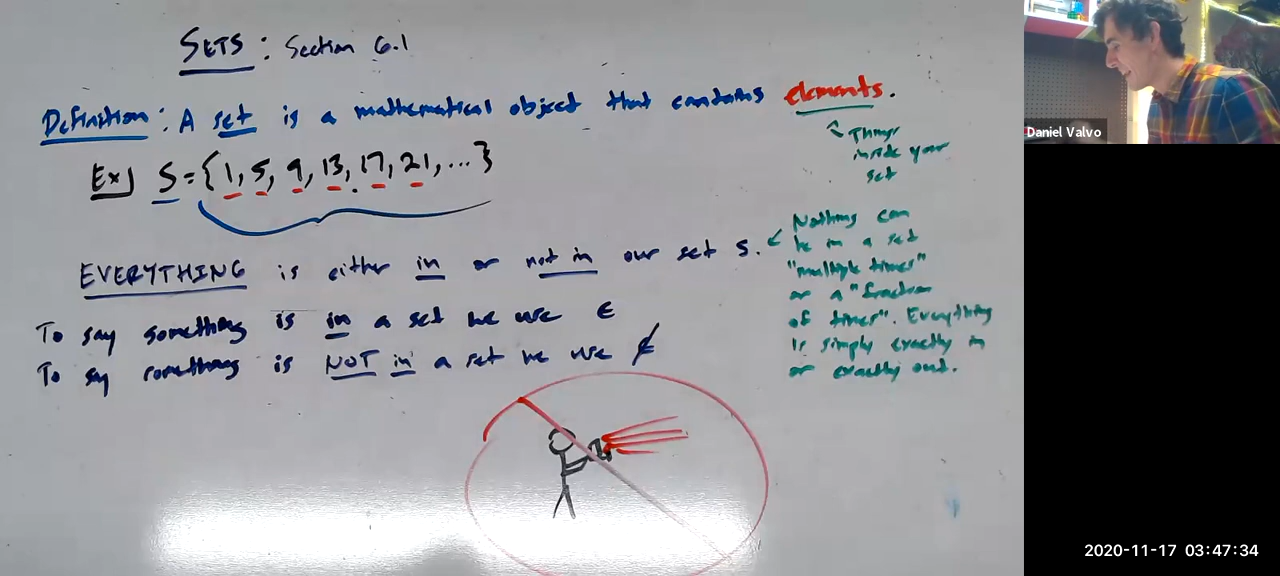 SETS: Section 6.1
Definition: A set is a mathematical object that contains elements.
Things
inside your
set
Ex] S = {1, 5, 9, 13, 17, 21, ...}
EVERYTHING is either in or not in our set S.
Nothing can
be in a set
"multiple times"
or a "fraction
of times". Everything
is simply exactly in
or exactly out.
To say something is in a set we use ∈
To say something is NOT in a set we use ∉
Daniel Valvo
2020-11-17 03:47:34